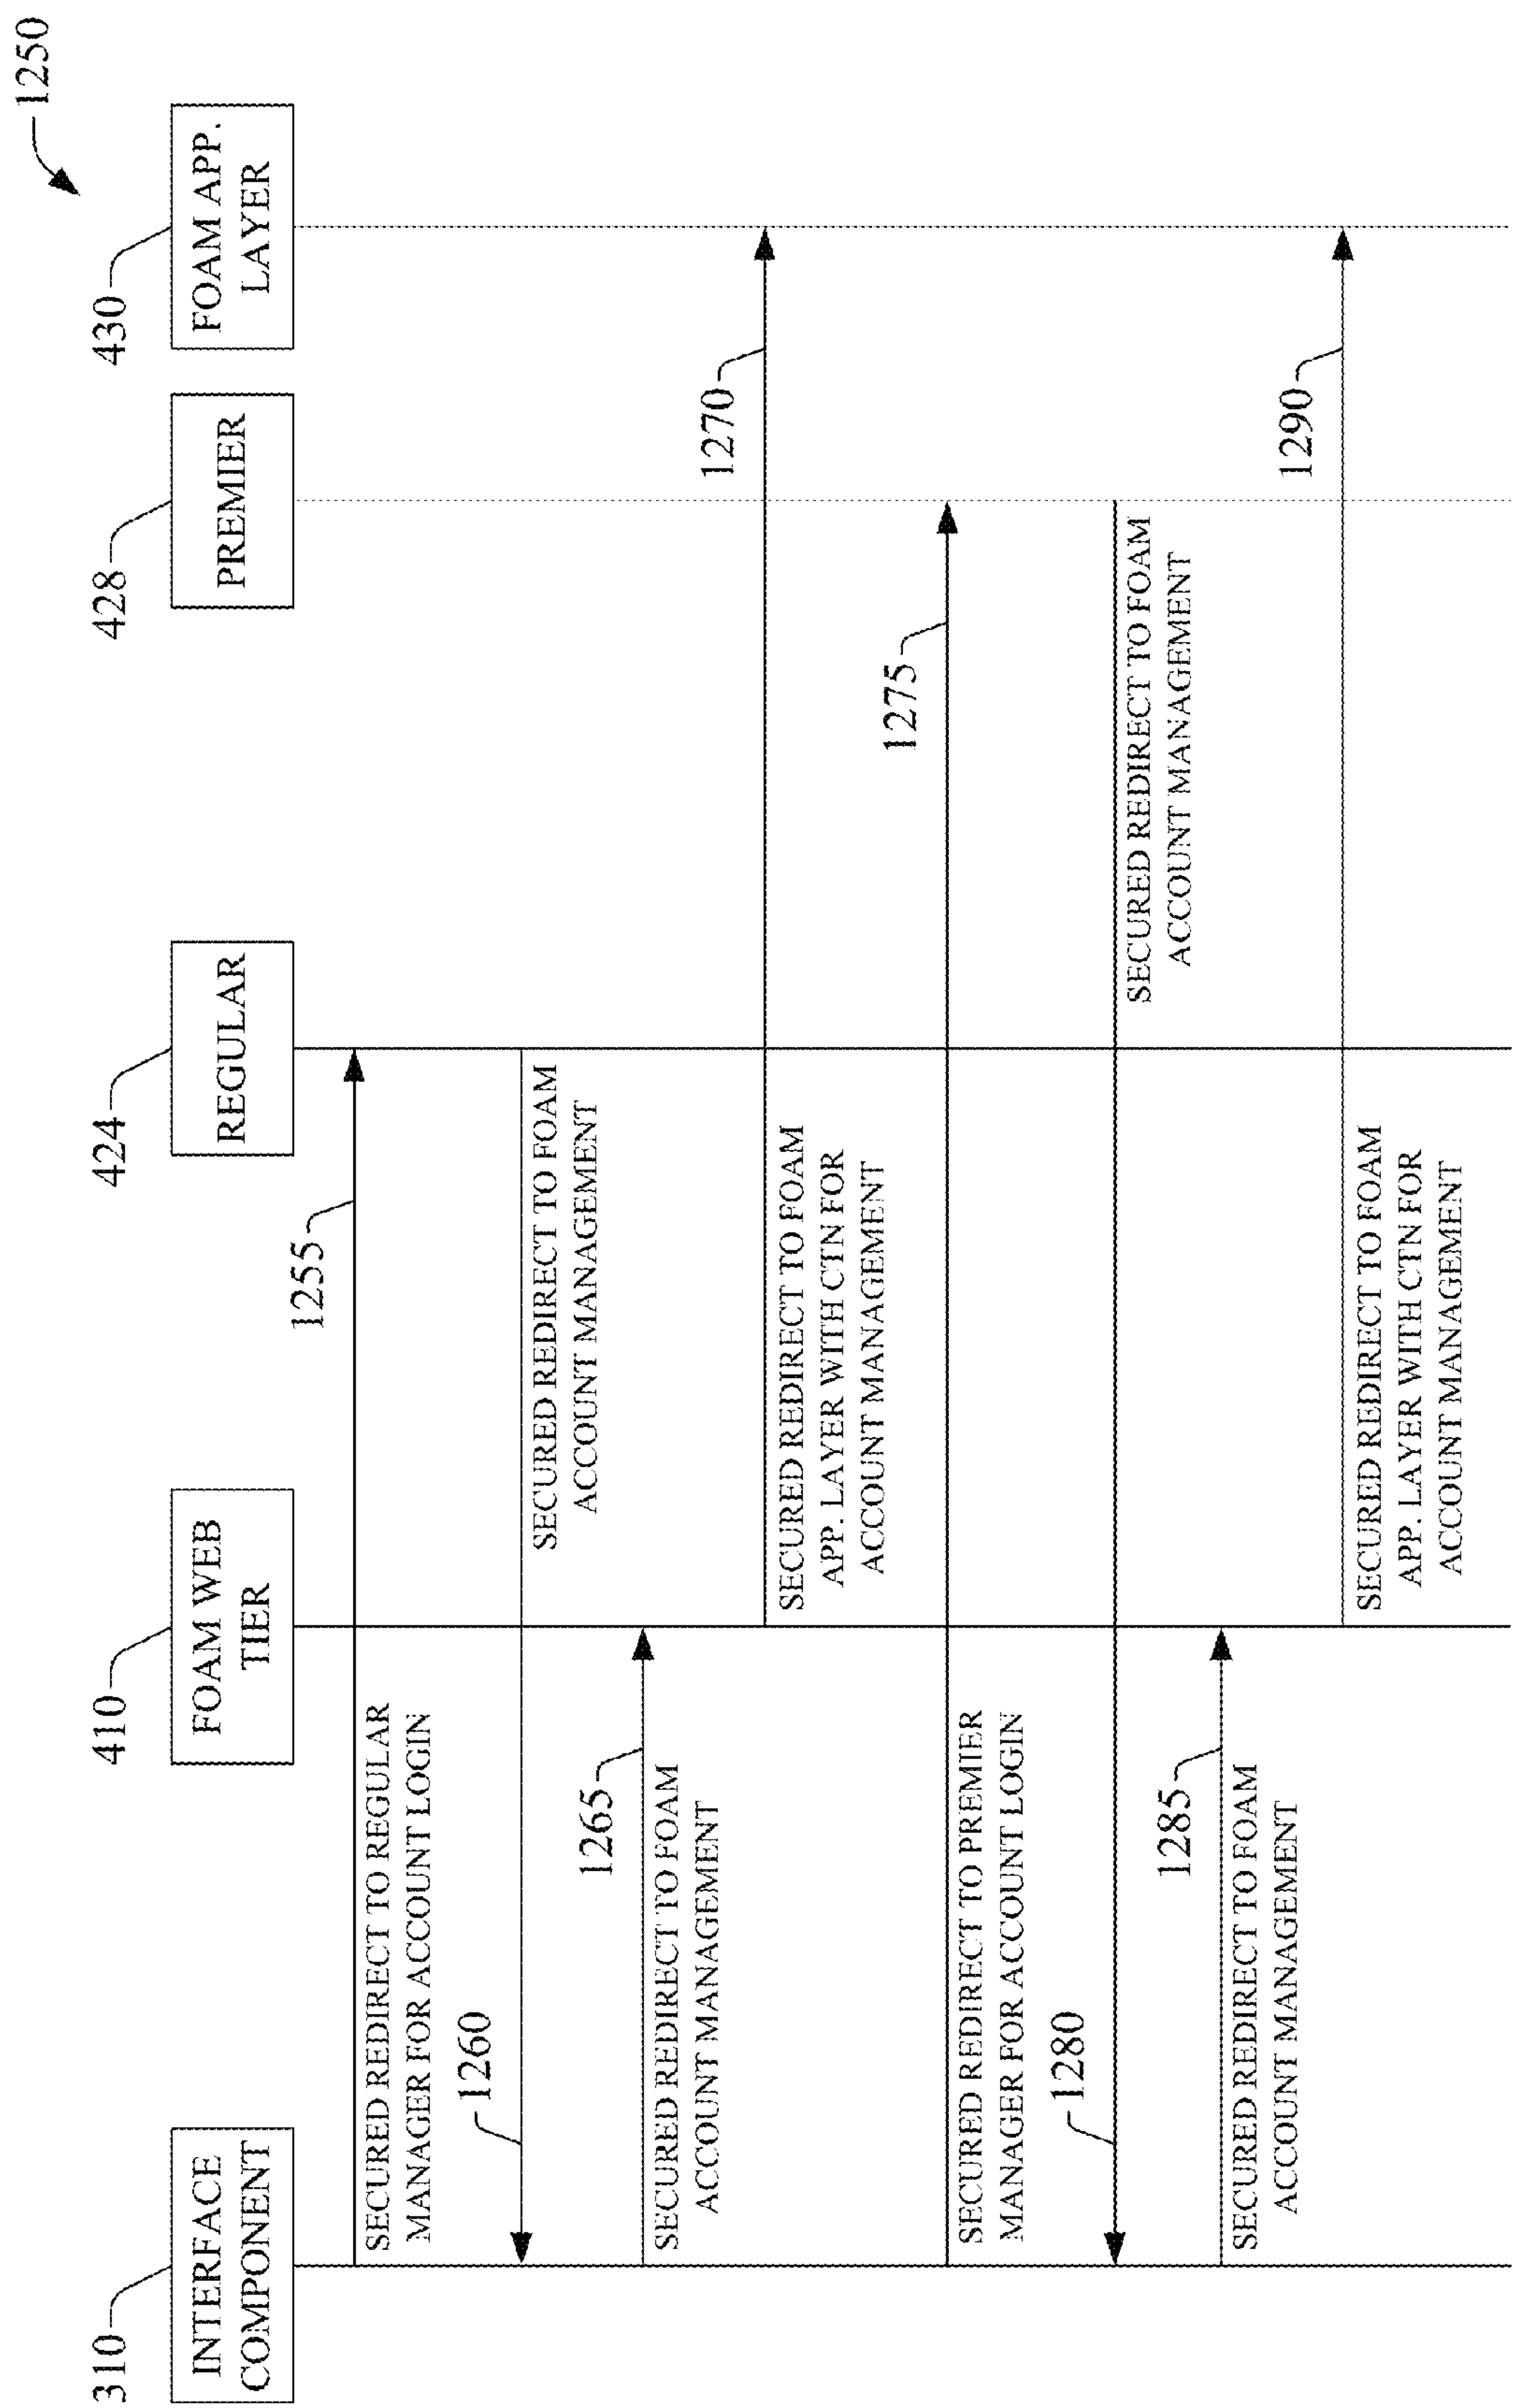 1250
310
INTERFACE
COMPONENT
410
FOAM WEB
TIER
424
REGULAR
428
PREMIER
430
FOAM APP.
LAYER
1255
SECURED REDIRECT TO REGULAR
MANAGER FOR ACCOUNT LOGIN
1260
SECURED REDIRECT TO FOAM
ACCOUNT MANAGEMENT
1265
SECURED REDIRECT TO FOAM
ACCOUNT MANAGEMENT
1270
SECURED REDIRECT TO FOAM
APP. LAYER WITH CTN FOR
ACCOUNT MANAGEMENT
1275
SECURED REDIRECT TO PREMIER
MANAGER FOR ACCOUNT LOGIN
1280
SECURED REDIRECT TO FOAM
ACCOUNT MANAGEMENT
1285
SECURED REDIRECT TO FOAM
ACCOUNT MANAGEMENT
1290
SECURED REDIRECT TO FOAM
APP. LAYER WITH CTN FOR
ACCOUNT MANAGEMENT